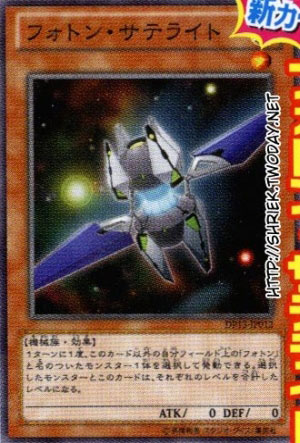 新カ
フォトン・サテライト
HTTP://SHRIEK.TWODAY.NET
DP13-JP012
【機械族・効果】
1ターンに1度、このカード以外の自分フィールド上の「フォトン」
と名のついたモンスター1体を選択して発動できる。選択
したモンスターとこのカードは、それぞれのレベルを合計した
レベルになる。
ATK/ 0 DEF/ 0